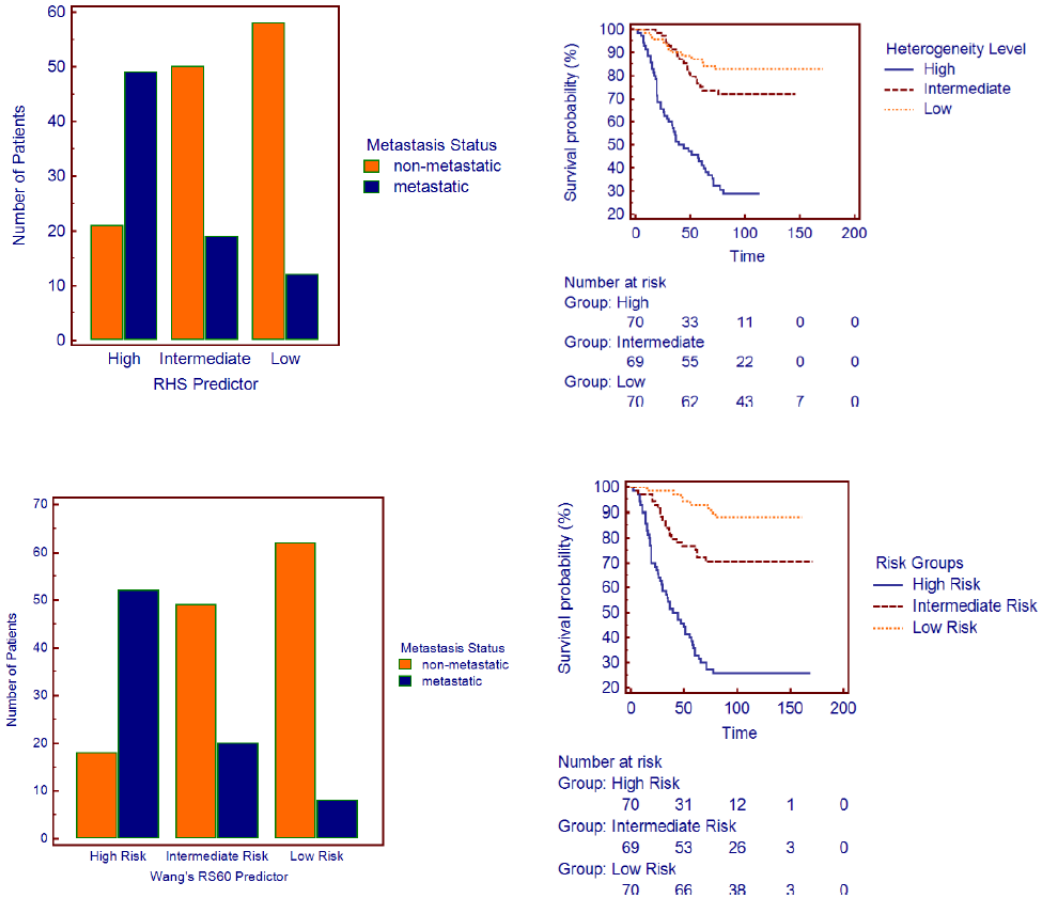 60
50
40
30
20
10
0
Number of Patients
High Intermediate Low
RHS Predictor
Metastasis Status
non-metastatic
metastatic
100
90
80
70
60
50
40
30
20
Survival probability (%)
0 50 100 150 200
Time
Heterogeneity Level
High
Intermediate
Low
Number at risk
Group: High
70 33 11 0 0
Group: Intermediate
69 55 22 0 0
Group: Low
70 62 43 7 0
70
60
50
40
30
20
10
0
Number of Patients
High Risk Intermediate Risk Low Risk
Wang's RS60 Predictor
Metastasis Status
non-metastatic
metastatic
100
90
80
70
60
50
40
30
20
Survival probability (%)
0 50 100 150 200
Time
Risk Groups
High Risk
Intermediate Risk
Low Risk
Number at risk
Group: High Risk
70 31 12 1 0
Group: Intermediate Risk
69 53 26 3 0
Group: Low Risk
70 66 38 3 0